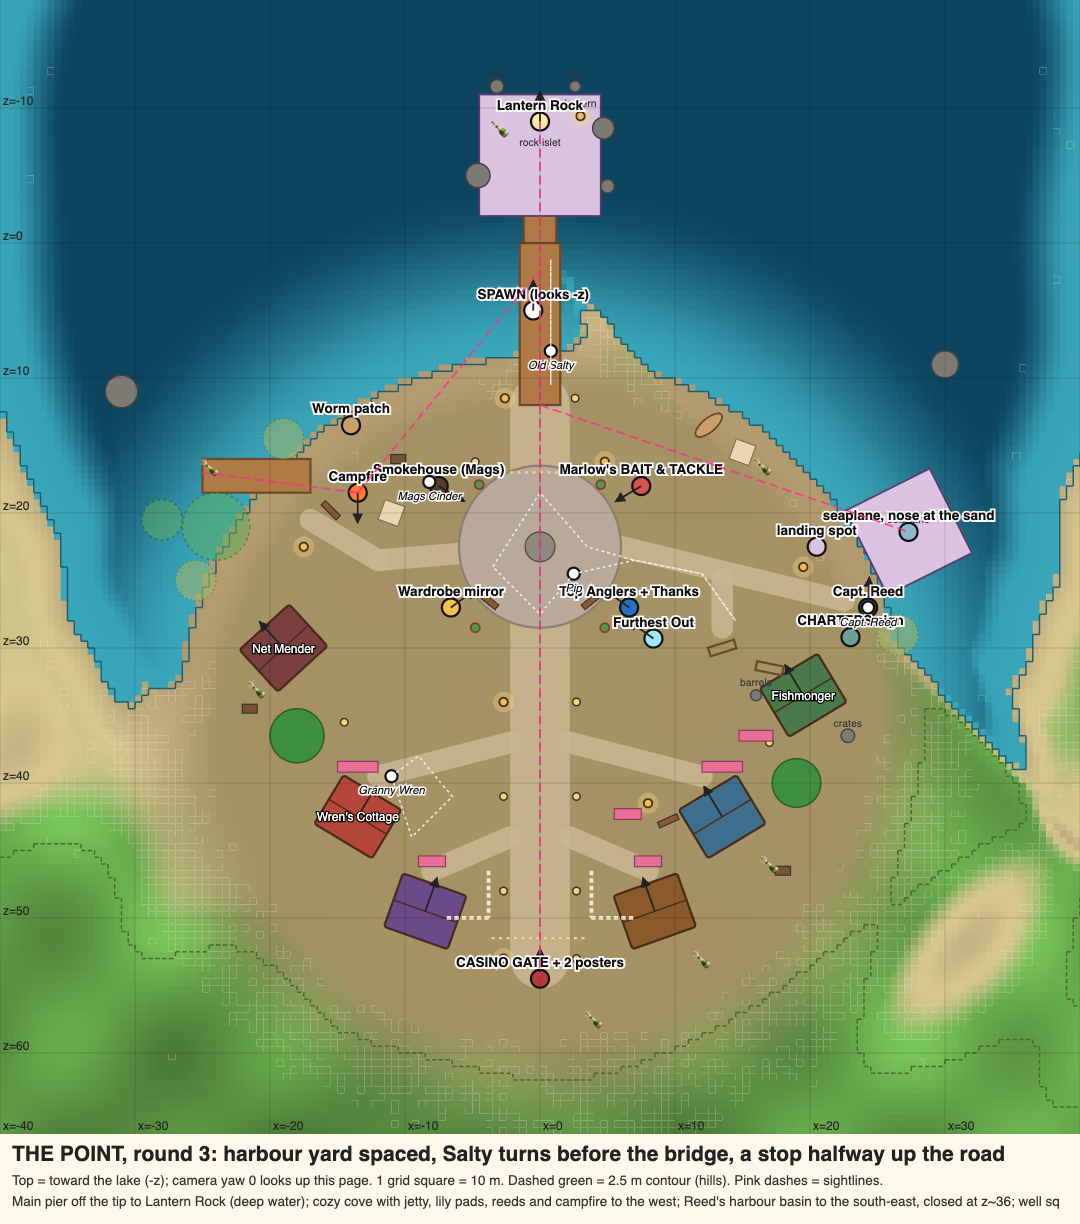 z=-10
Lantern Rock
rock islet
z=0
SPAWN (looks -z)
Old Salty
z=10
Worm patch
Smokehouse (Mags)
Marlow's BAIT & TACKLE
Campfire
Mags Cinder
z=20
seaplane, nose at the sand
landing spot
Pip
Wardrobe mirror
Top Anglers + Thanks
Capt. Reed
Furthest Out
Capt. Reed
z=30
Net Mender
barrels
Fishmonger
crates
z=40
Granny Wren
Wren's Cottage
z=50
CASINO GATE + 2 posters
z=60
x=-40
x=-30
x=-20
x=-10
x=0
x=10
x=20
x=30
THE POINT, round 3: harbour yard spaced, Salty turns before the bridge, a stop halfway up the road
Top = toward the lake (-z); camera yaw 0 looks up this page. 1 grid square = 10 m. Dashed green = 2.5 m contour (hills). Pink dashes = sightlines.
Main pier off the tip to Lantern Rock (deep water); cozy cove with jetty, lily pads, reeds and campfire to the west; Reed's harbour basin to the south-east, closed at z~36; well sq